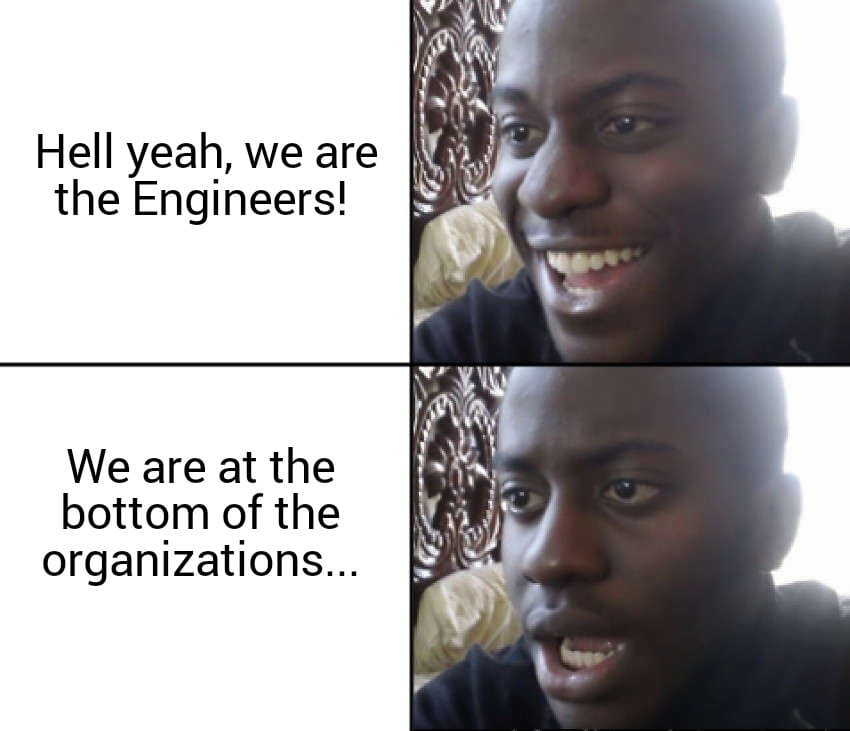 Hell yeah, we are
the Engineers!
We are at the
bottom of the
organizations...